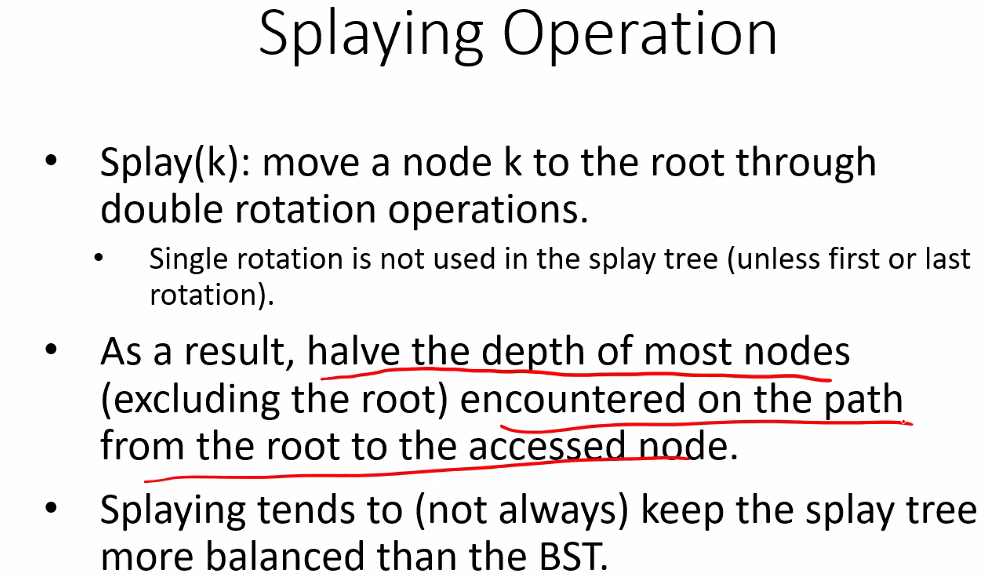 Splaying Operation
• Splay(k): move a node k to the root through
double rotation operations.
• Single rotation is not used in the splay tree (unless first or last
rotation).
• As a result, halve the depth of most nodes
(excluding the root) encountered on the path
from the root to the accessed node.
• Splaying tends to (not always) keep the splay tree
more balanced than the BST.